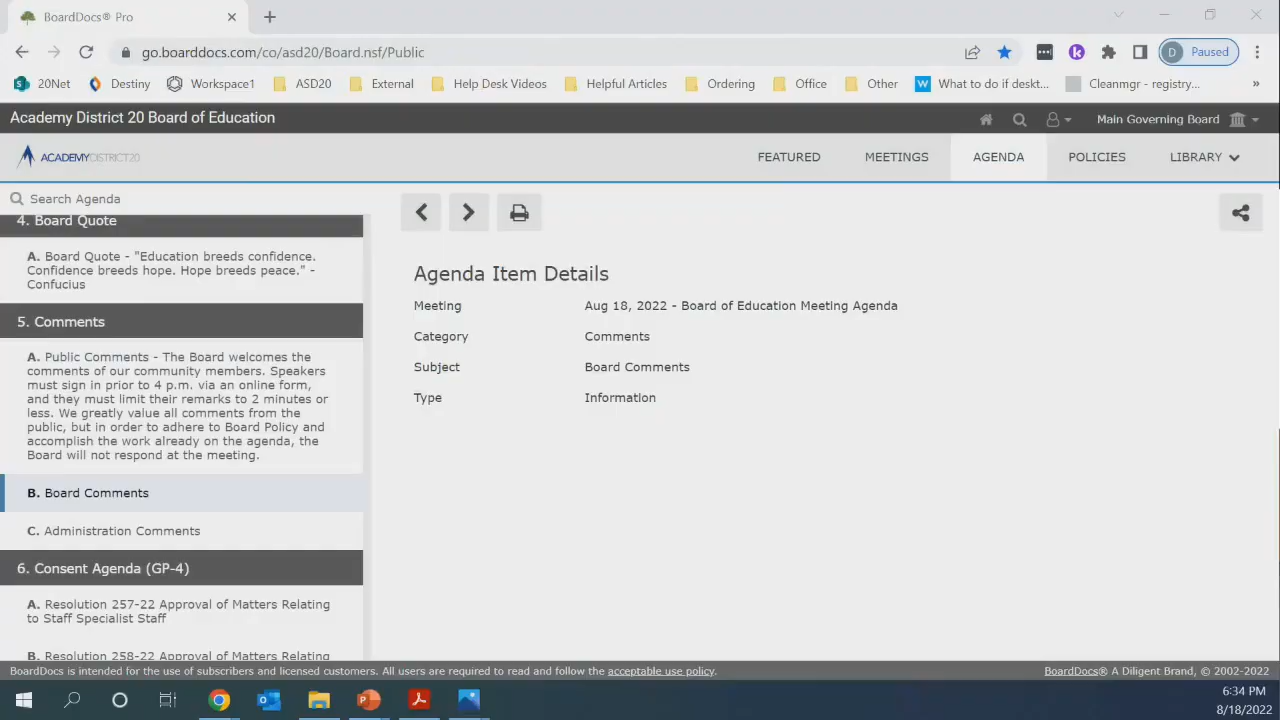 BoardDocs® Pro
go.boarddocs.com/co/asd20/Board.nsf/Public
D Paused
20Net Destiny Workspace1 ASD20 External Help Desk Videos Helpful Articles Ordering Office Other What to do if deskt... Cleanmgr - registry... »
Academy District 20 Board of Education
Main Governing Board
ACADEMYDISTRICT20
FEATURED MEETINGS AGENDA POLICIES LIBRARY
Search Agenda
4. Board Quote
A. Board Quote - "Education breeds confidence.
Confidence breeds hope. Hope breeds peace." -
Confucius
5. Comments
A. Public Comments - The Board welcomes the
comments of our community members. Speakers
must sign in prior to 4 p.m. via an online form,
and they must limit their remarks to 2 minutes or
less. We greatly value all comments from the
public, but in order to adhere to Board Policy and
accomplish the work already on the agenda, the
Board will not respond at the meeting.
B. Board Comments
C. Administration Comments
6. Consent Agenda (GP-4)
A. Resolution 257-22 Approval of Matters Relating
to Staff Specialist Staff
B. Resolution 258-22 Approval of Matters Relating
Agenda Item Details
Meeting Aug 18, 2022 - Board of Education Meeting Agenda
Category Comments
Subject Board Comments
Type Information
BoardDocs is intended for the use of subscribers and licensed customers. All users are required to read and follow the acceptable use policy.
BoardDocs® A Diligent Brand, © 2002-2022
6:34 PM
8/18/2022